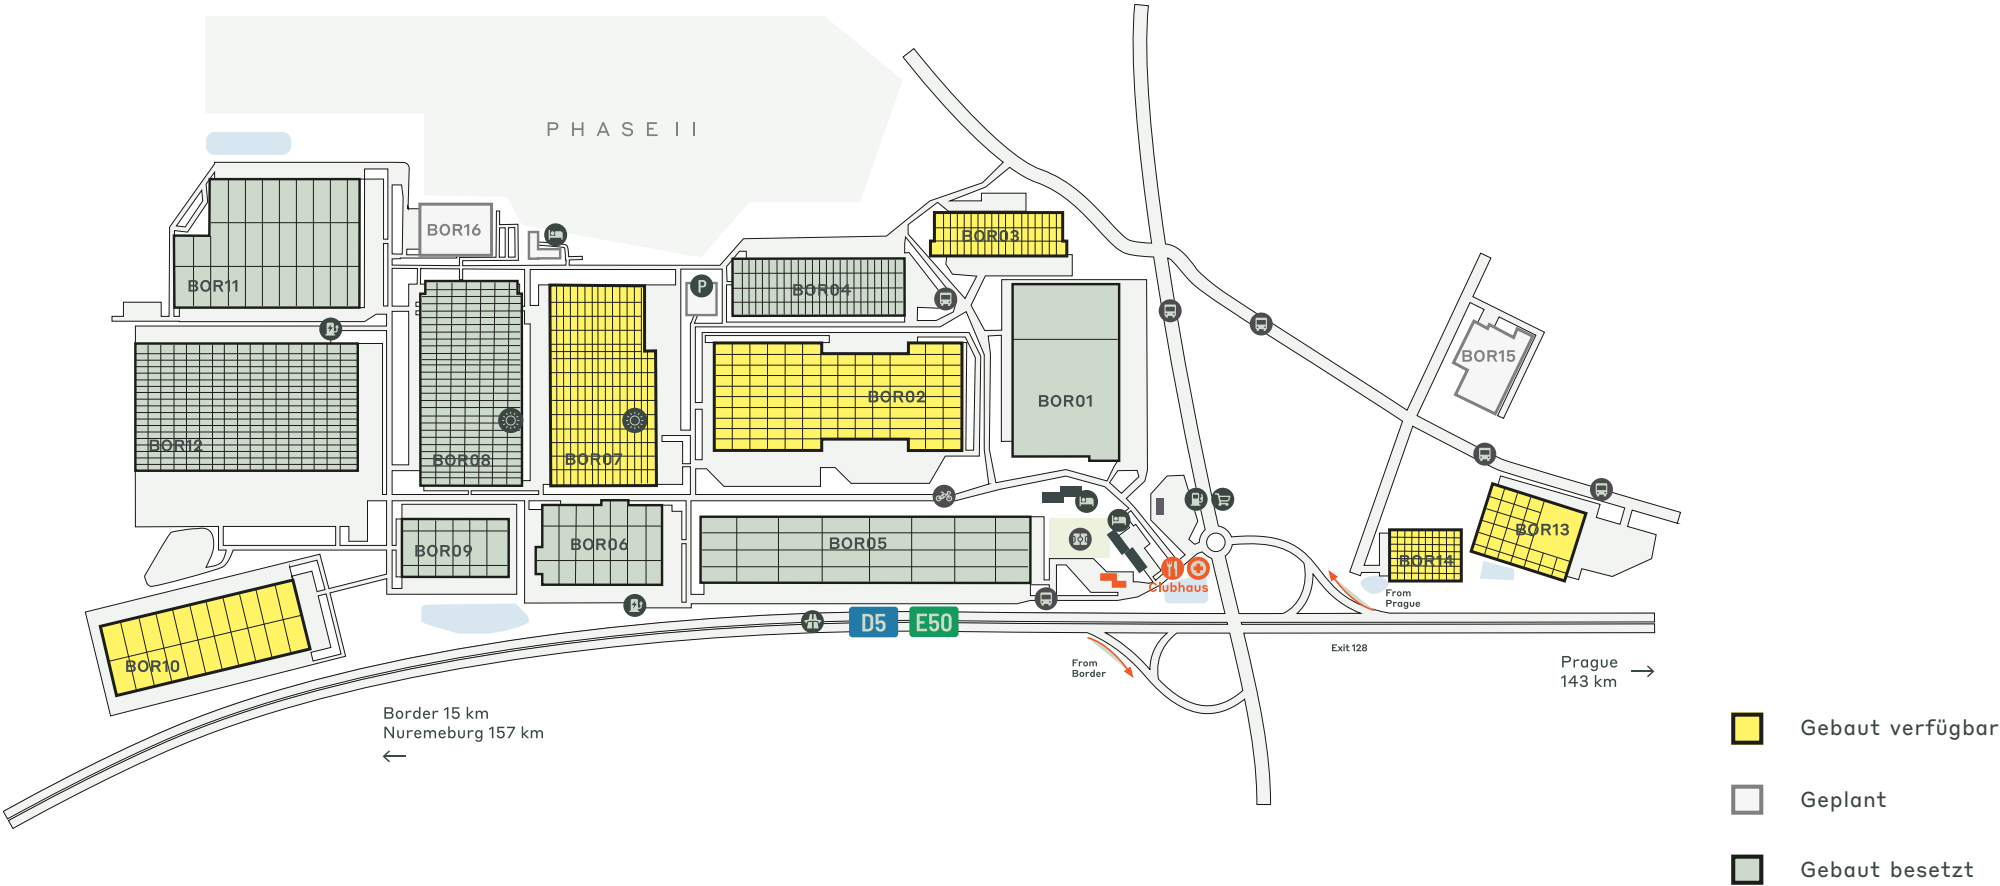 PHASE II
BOR16
BOR03
BOR11
BOR04
BOR15
BOR02
BOR01
BOR12
BOR08
BOR07
BOR13
BOR09
BOR06
BOR05
BOR14
Clubhaus
From
Prague
P
D5
E50
BOR10
Exit 128
From
Border
Prague
143 km
Border 15 km
Nuremeburg 157 km
Gebaut verfügbar
Geplant
Gebaut besetzt